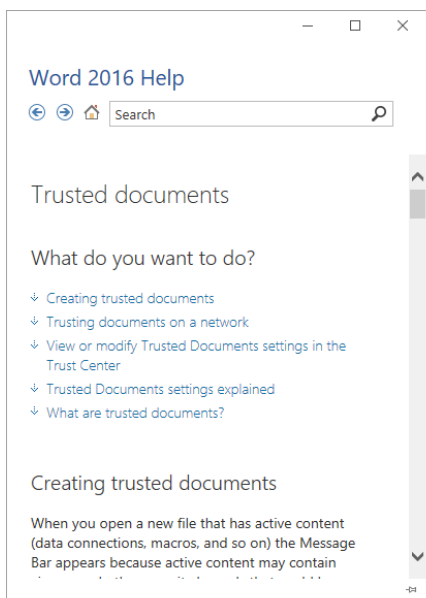 Word 2016 Help
Search
Trusted documents
What do you want to do?
Creating trusted documents
Trusting documents on a network
View or modify Trusted Documents settings in the
Trust Center
Trusted Documents settings explained
What are trusted documents?
Creating trusted documents
When you open a new file that has active content
(data connections, macros, and so on) the Message
Bar appears because active content may contain